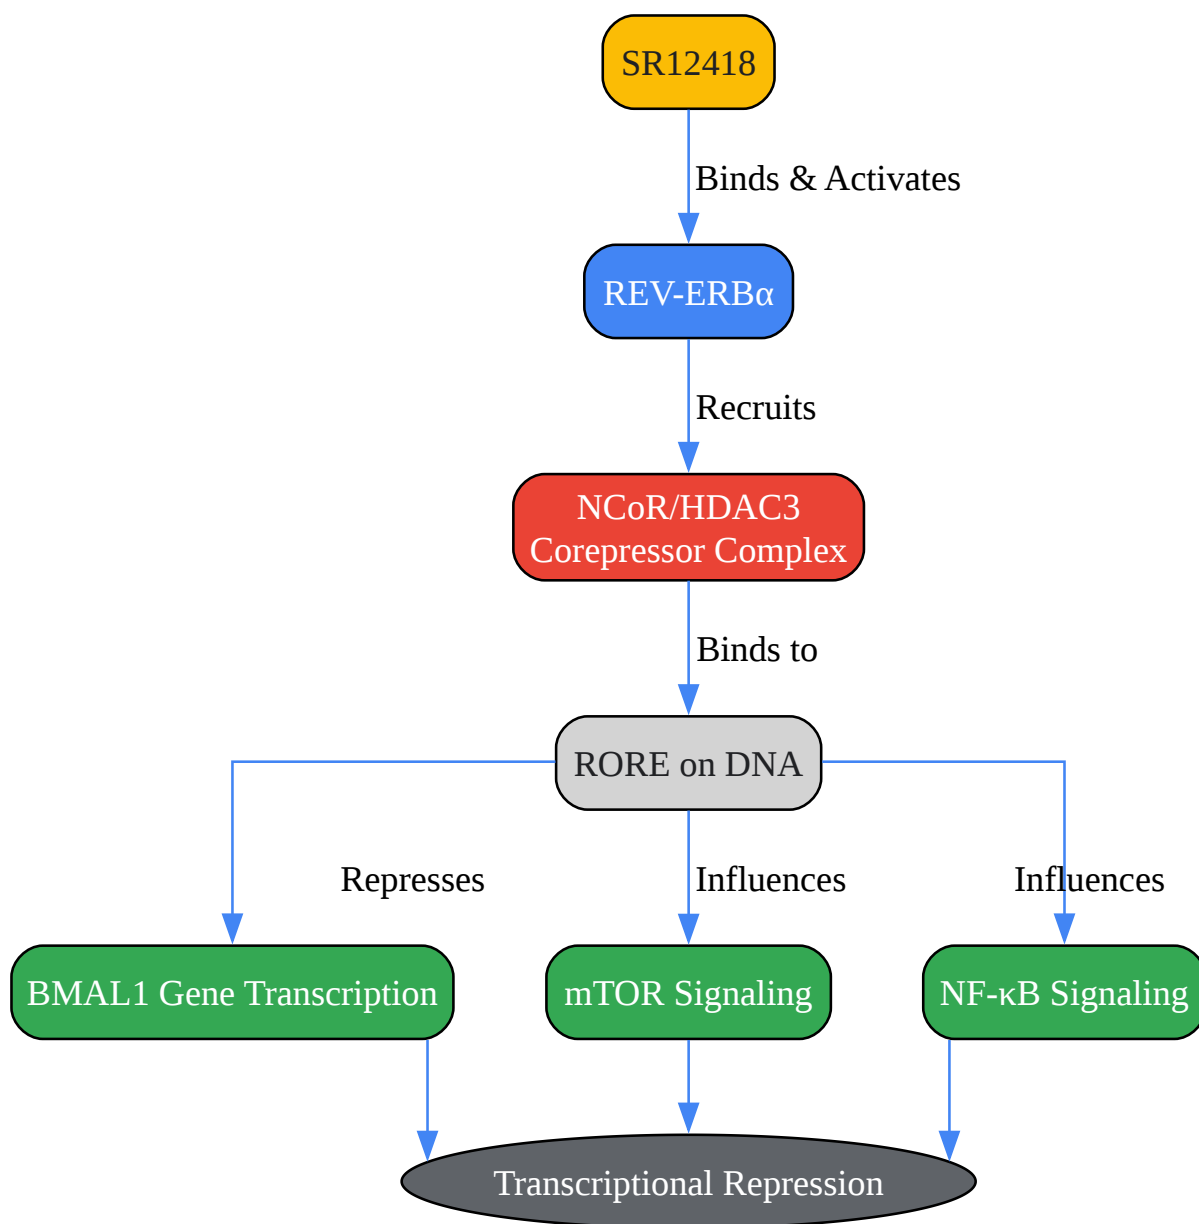 SR12418
Binds & Activates
REV-ERBα
Recruits
NCoR/HDAC3
Corepressor Complex
Binds to
RORE on DNA
Represses
Influences
Influences
BMAL1 Gene Transcription
mTOR Signaling
NF-κB Signaling
Transcriptional Repression